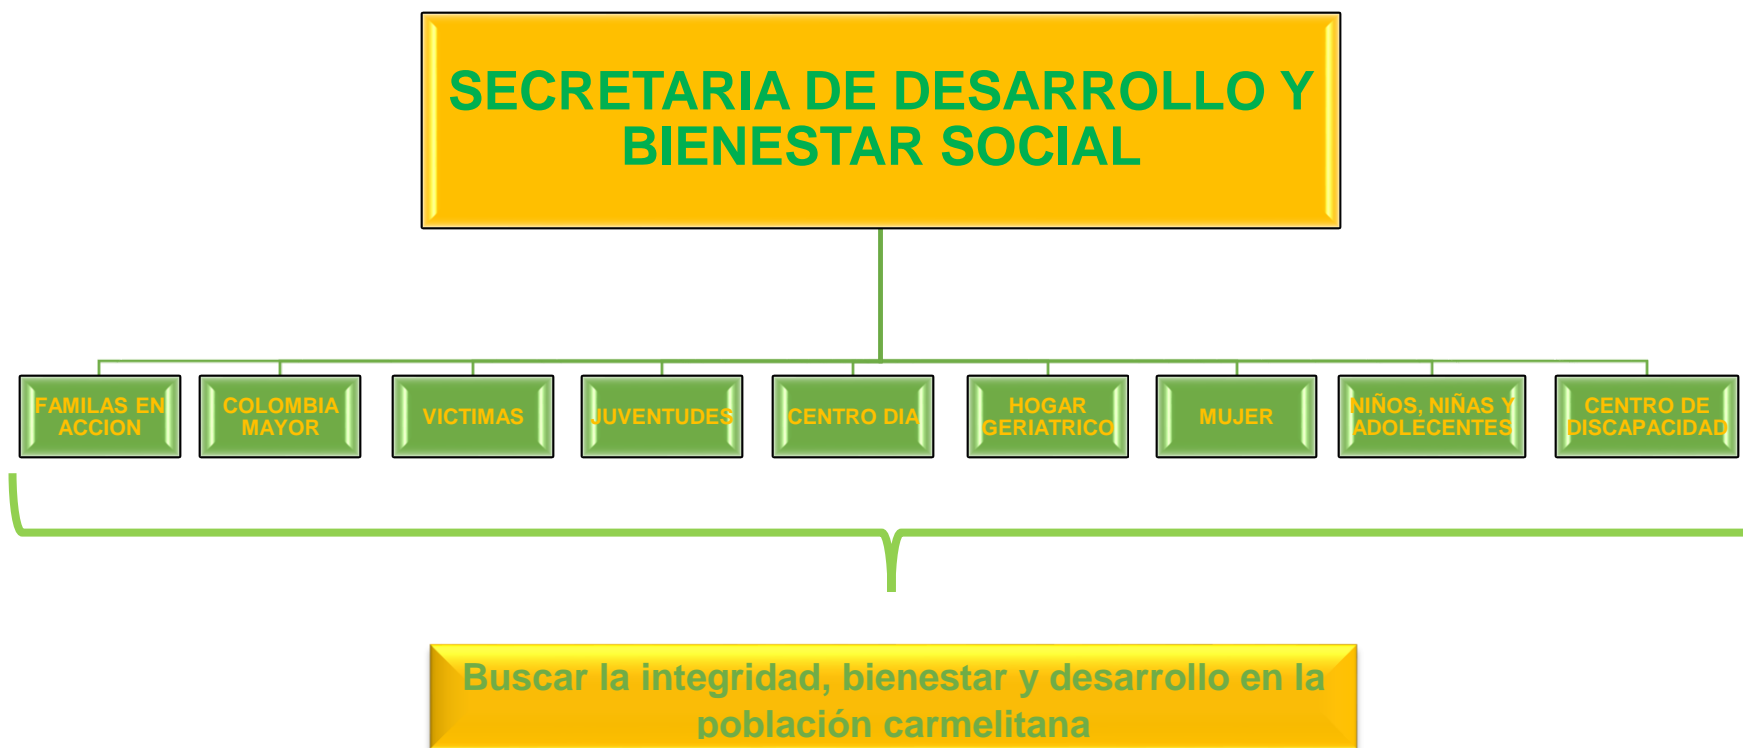 SECRETARIA DE DESARROLLO Y
BIENESTAR SOCIAL
FAMILAS EN
ACCION
COLOMBIA
MAYOR
VICTIMAS
JUVENTUDES
CENTRO DIA
HOGAR
GERIATRICO
MUJER
NIÑOS, NIÑAS Y
ADOLECENTES
CENTRO DE
DISCAPACIDAD
Buscar la integridad, bienestar y desarrollo en la
población carmelitana